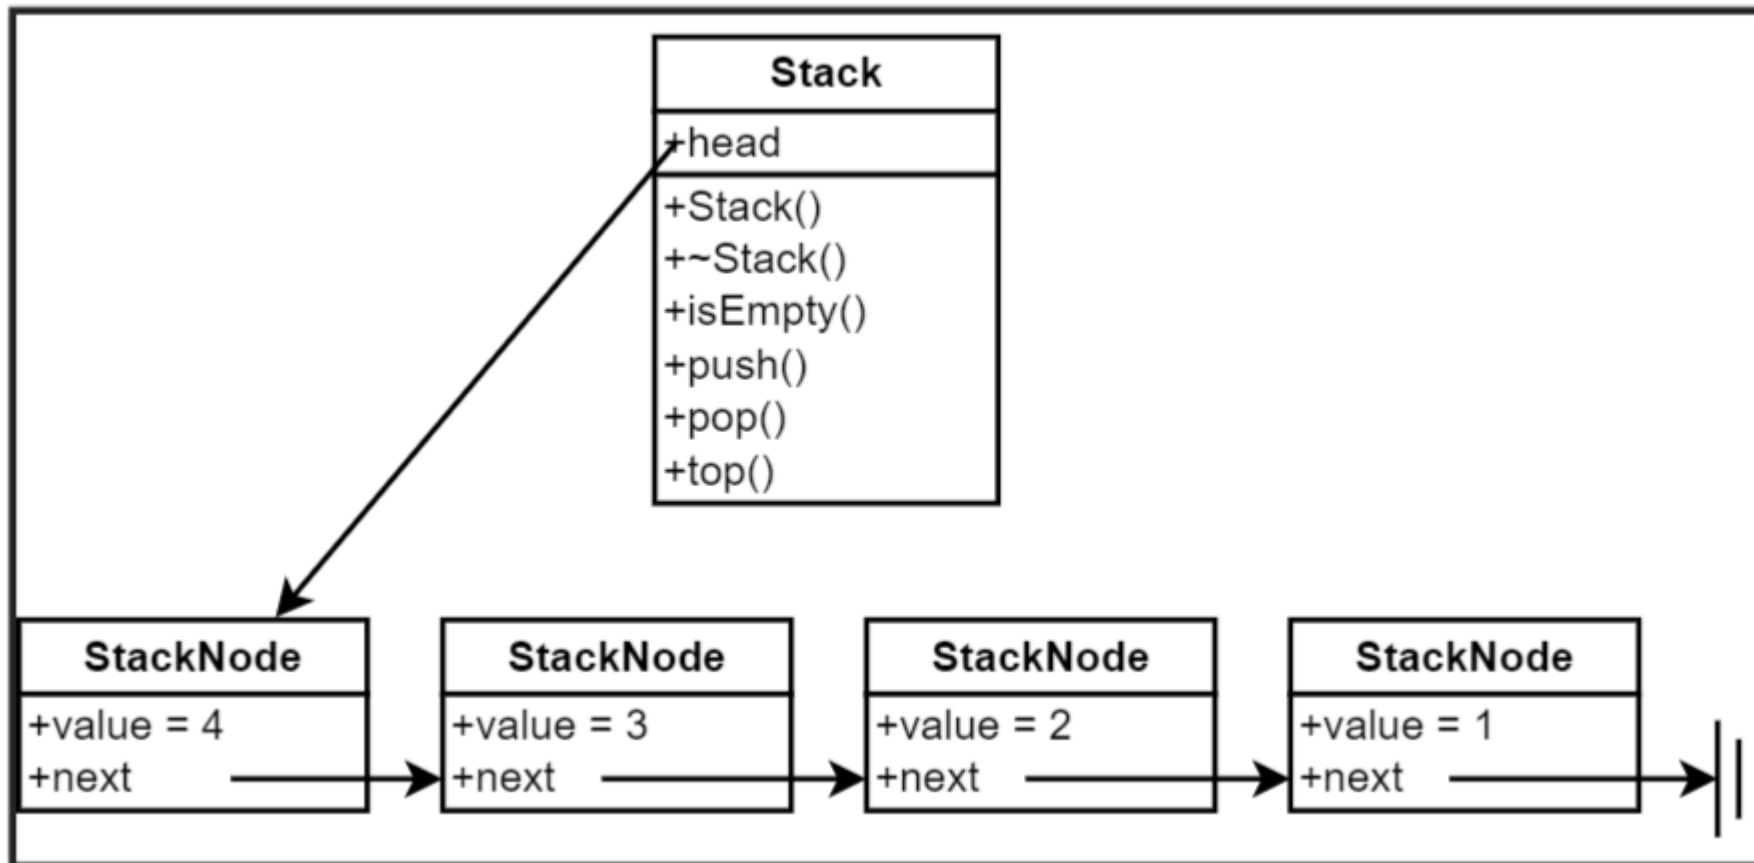 Stack
+head
+Stack()
+~Stack()
+isEmpty()
+push()
+pop()
+top()
StackNode
+value = 4
+next
StackNode
+value = 3
+next
StackNode
+value = 2
+next
StackNode
+value = 1
+next